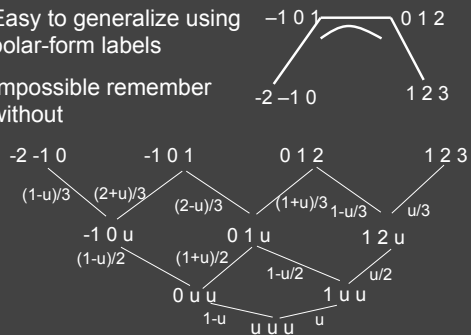 Easy to generalize using
polar-form labels
Impossible remember
without
–1 0 1
0 1 2
-2 –1 0
1 2 3
-2 -1 0
-1 0 1
0 1 2
1 2 3
(1-u)/3
(2+u)/3
(2-u)/3
(1+u)/3
1-u/3
u/3
-1 0 u
0 1 u
1 2 u
(1-u)/2
(1+u)/2
1-u/2
u/2
0 u u
1 u u
1-u
u
u u u